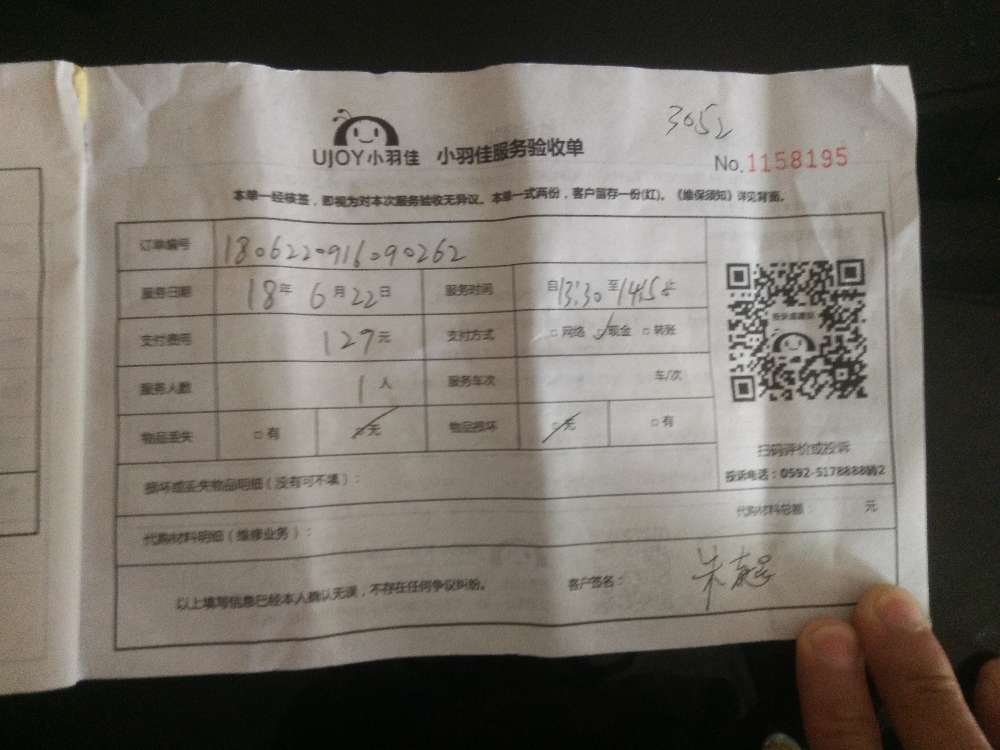 3052
UJOY小羽佳 小羽佳服务验收单
No.1158195
本单一经核签，即视为对本次服务验收无异议。本单一式两份，客户留存一份(红)。《维保须知》详见背面。
订单编号 1806220916090262
服务日期 18年6月22日 服务时间 自13:30至14:15止
支付费用 127元 支付方式 □网络 ☑现金 □转账
服务人数 1人 服务车次 车/次
物品丢失 □有 ☑无 物品损坏 ☑无 □有
投诉或建议
扫码评价或投诉
投诉电话：0592-5178888转2
损坏或丢失物品明细（没有可不填）：
代购材料明细（维修业务）： 代购材料总额： 元
以上填写信息已经本人确认无误，不存在任何争议纠纷。 客户签名：朱